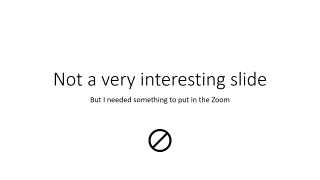 Not a very interesting slide
But I needed something to put in the Zoom